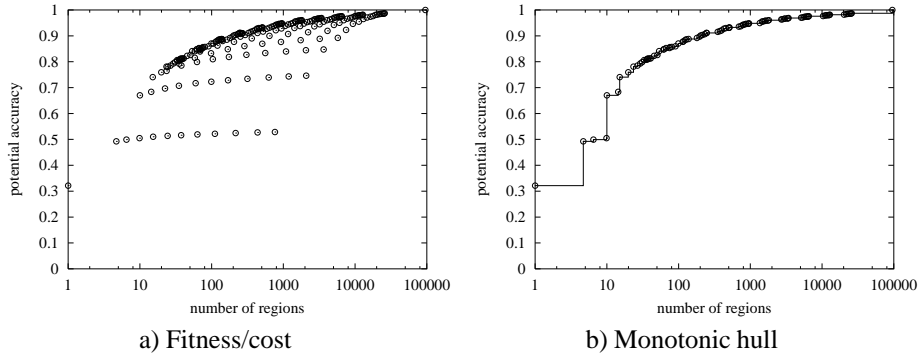 1
0.9
0.8
0.7
0.6
0.5
0.4
0.3
0.2
0.1
0
potential accuracy
1 10 100 1000 10000 100000
number of regions
a) Fitness/cost
1
0.9
0.8
0.7
0.6
0.5
0.4
0.3
0.2
0.1
0
potential accuracy
1 10 100 1000 10000 100000
number of regions
b) Monotonic hull